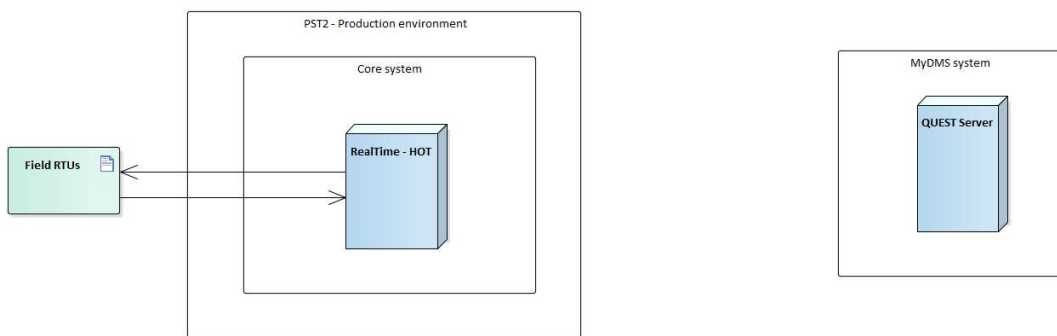 PST2 - Production environment
Core system
MyDMS system
QUEST Server
RealTime - HOT
Field RTUs